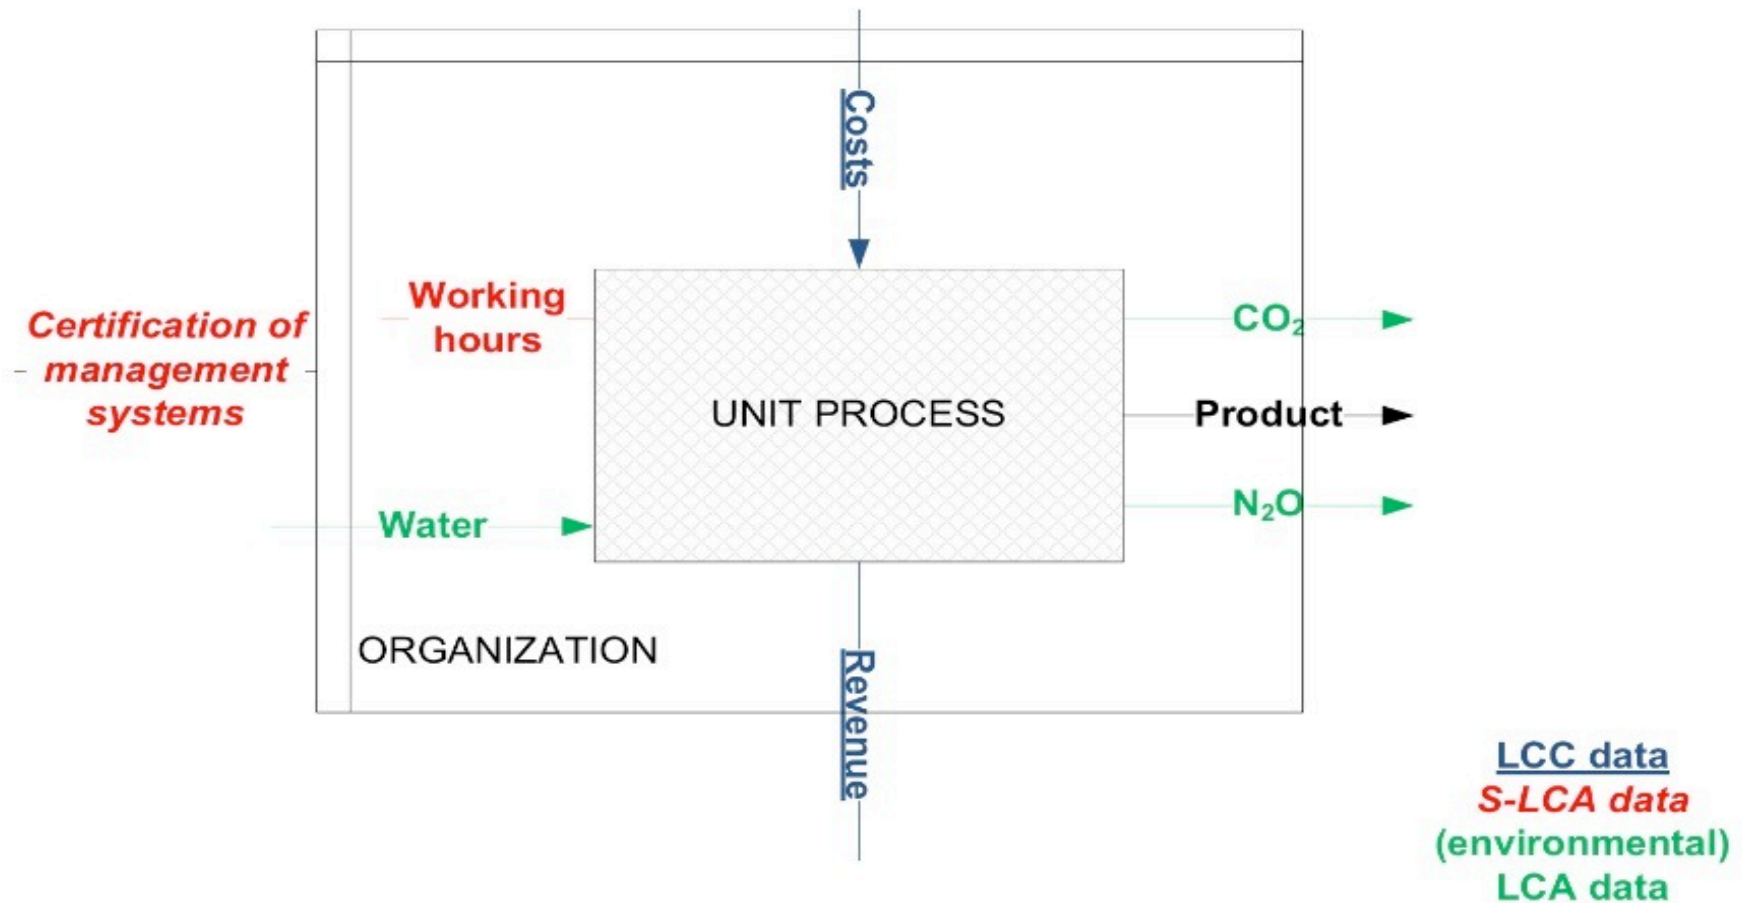 Costs
Working
hours
Certification of
management
systems
CO₂
UNIT PROCESS
Product
Water
N₂O
ORGANIZATION
Revenue
LCC data
S-LCA data
(environmental)
LCA data